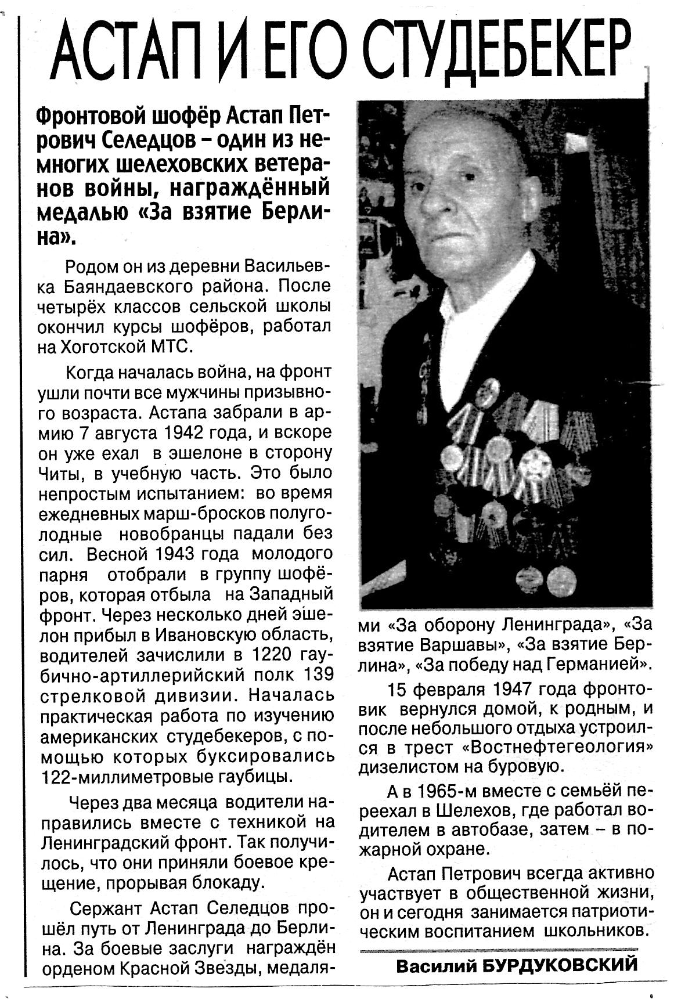 АСТАП И ЕГО СТУДЕБЕКЕР
Фронтовой шофёр Астап Пет-
рович Селедцов – один из не-
многих шелеховских ветера-
нов войны, награждённый
медалью «За взятие Берли-
на».
Родом он из деревни Васильев-
ка Баяндаевского района. После
четырёх классов сельской школы
окончил курсы шофёров, работал
на Хоготской МТС.
Когда началась война, на фронт
ушли почти все мужчины призывно-
го возраста. Астапа забрали в ар-
мию 7 августа 1942 года, и вскоре
он уже ехал в эшелоне в сторону
Читы, в учебную часть. Это было
непростым испытанием: во время
ежедневных марш-бросков полуго-
лодные новобранцы падали без
сил. Весной 1943 года молодого
парня отобрали в группу шофё-
ров, которая отбыла на Западный
фронт. Через несколько дней эше-
лон прибыл в Ивановскую область,
водителей зачислили в 1220 гау-
бично-артиллерийский полк 139
стрелковой дивизии. Началась
практическая работа по изучению
американских студебекеров, с по-
мощью которых буксировались
122-миллиметровые гаубицы.
Через два месяца водители на-
правились вместе с техникой на
Ленинградский фронт. Так получи-
лось, что они приняли боевое кре-
щение, прорывая блокаду.
Сержант Астап Селедцов про-
шёл путь от Ленинграда до Берли-
на. За боевые заслуги награждён
орденом Красной Звезды, медаля-
ми «За оборону Ленинграда», «За
взятие Варшавы», «За взятие Бер-
лина», «За победу над Германией».
15 февраля 1947 года фронто-
вик вернулся домой, к родным, и
после небольшого отдыха устроил-
ся в трест «Востнефтегеология»
дизелистом на буровую.
А в 1965-м вместе с семьёй пе-
реехал в Шелехов, где работал во-
дителем в автобазе, затем – в по-
жарной охране.
Астап Петрович всегда активно
участвует в общественной жизни,
он и сегодня занимается патриоти-
ческим воспитанием школьников.
Василий БУРДУКОВСКИЙ